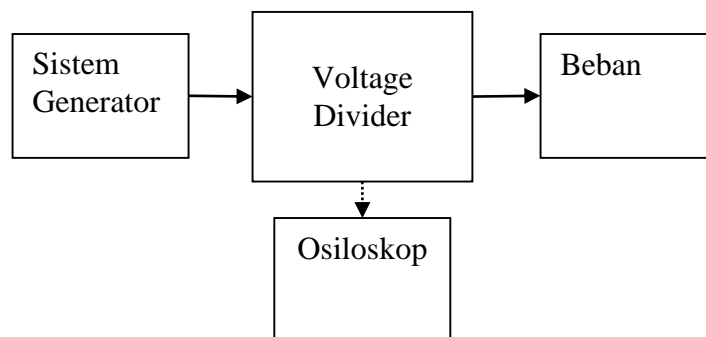 Sistem
Generator
Voltage
Divider
Beban
Osiloskop